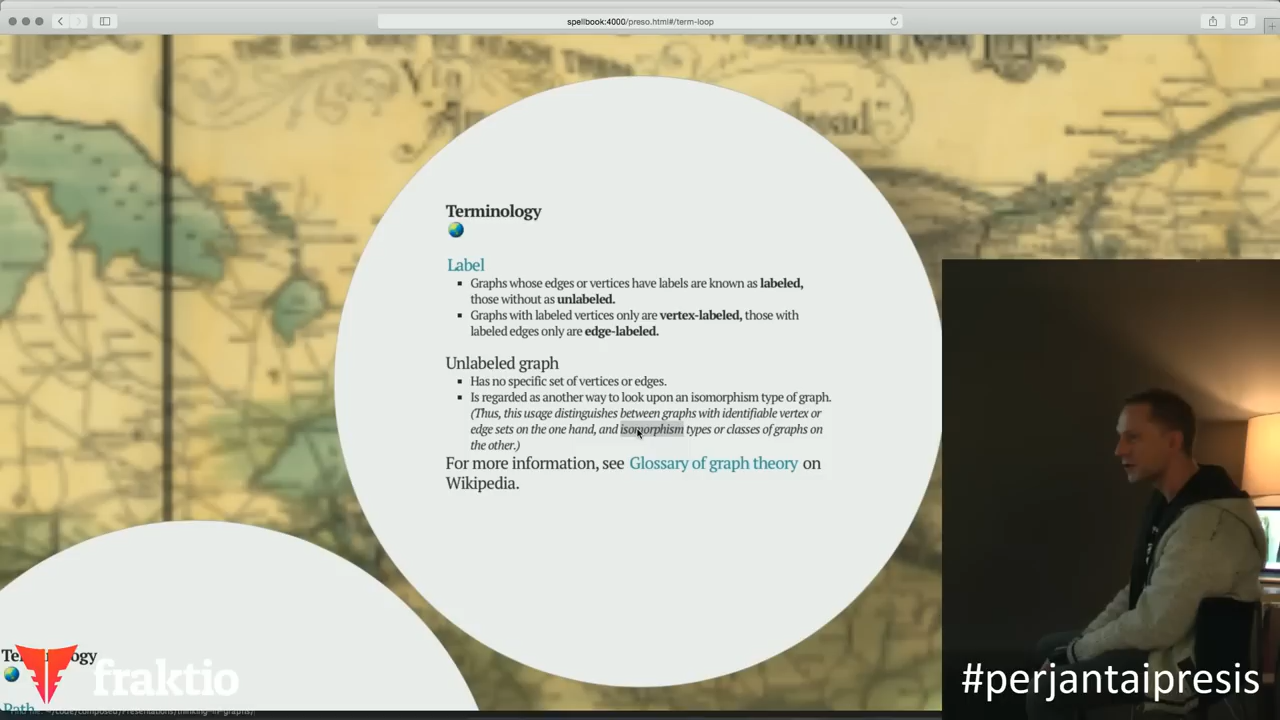 spellbook:4000/preso.html#/term-loop
Terminology
Label
▪ Graphs whose edges or vertices have labels are known as labeled,
those without as unlabeled.
▪ Graphs with labeled vertices only are vertex-labeled, those with
labeled edges only are edge-labeled.
Unlabeled graph
▪ Has no specific set of vertices or edges.
▪ Is regarded as another way to look upon an isomorphism type of graph.
(Thus, this usage distinguishes between graphs with identifiable vertex or
edge sets on the one hand, and isomorphism types or classes of graphs on
the other.)
For more information, see Glossary of graph theory on
Wikipedia.
Path
fraktio
#perjantaipresis